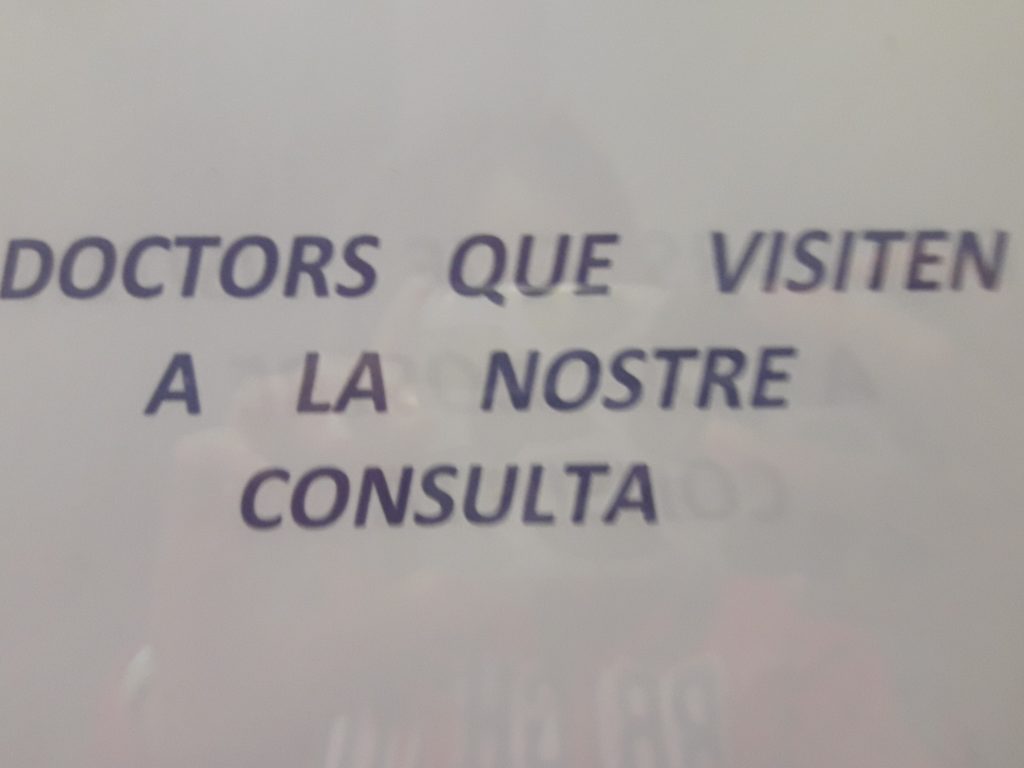 DOCTORS QUE VISITEN
A LA NOSTRE
CONSULTA